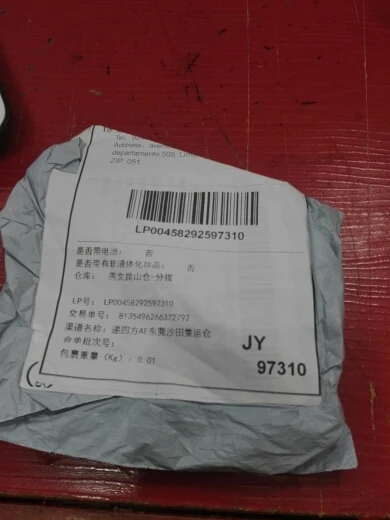 To
Tel:
Address:
departamento 509,
ZIP 051
LP00458292597310
是否带电池: 否
是否带有非液体化妆品: 否
仓库: 燕文昆山仓-分拨
LP号: LP00458292597310
交易单号: 8135496266372792
渠道名称: 递四方AE东莞沙田集运仓
合单批次号:
包裹重量 (Kg): 0.01
JY
97310